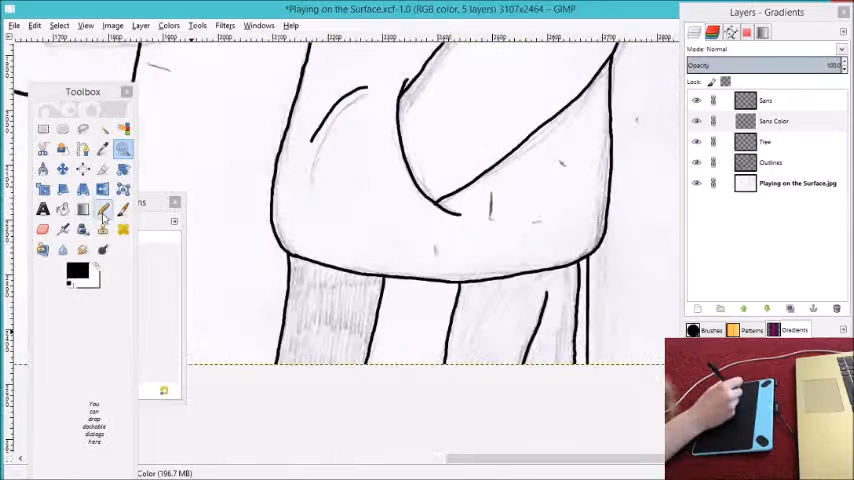 *Playing on the Surface.xcf-1.0 (RGB color, 5 layers) 3107x2464 – GIMP
File Edit Select View Image Layer Colors Tools Filters Windows Help
Toolbox
You
can
drop
dockable
dialogs
here
Color (196.7 MB)
Layers - Gradients
Mode: Normal
Opacity 100.0
Lock:
Sans
Sans Color
Tree
Outlines
Playing on the Surface.jpg
Brushes Patterns Gradients